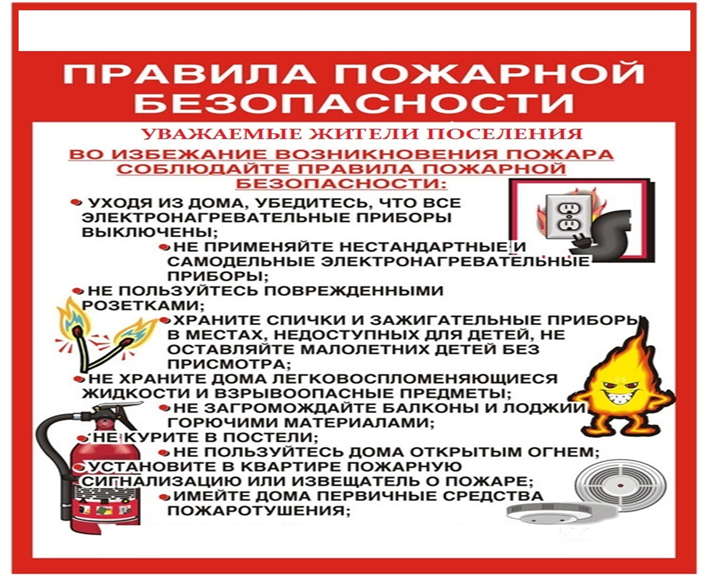 ПРАВИЛА ПОЖАРНОЙ
БЕЗОПАСНОСТИ
УВАЖАЕМЫЕ ЖИТЕЛИ ПОСЕЛЕНИЯ
ВО ИЗБЕЖАНИЕ ВОЗНИКНОВЕНИЯ ПОЖАРА
СОБЛЮДАЙТЕ ПРАВИЛА ПОЖАРНОЙ
БЕЗОПАСНОСТИ:
• УХОДЯ ИЗ ДОМА, УБЕДИТЕСЬ, ЧТО ВСЕ
ЭЛЕКТРОНАГРЕВАТЕЛЬНЫЕ ПРИБОРЫ
ВЫКЛЮЧЕНЫ;
• НЕ ПРИМЕНЯЙТЕ НЕСТАНДАРТНЫЕ И
САМОДЕЛЬНЫЕ ЭЛЕКТРОНАГРЕВАТЕЛЬНЫЕ
ПРИБОРЫ;
• НЕ ПОЛЬЗУЙТЕСЬ ПОВРЕЖДЕННЫМИ
РОЗЕТКАМИ;
• ХРАНИТЕ СПИЧКИ И ЗАЖИГАТЕЛЬНЫЕ ПРИБОРЫ
В МЕСТАХ, НЕДОСТУПНЫХ ДЛЯ ДЕТЕЙ, НЕ
ОСТАВЛЯЙТЕ МАЛОЛЕТНИХ ДЕТЕЙ БЕЗ
ПРИСМОТРА;
• НЕ ХРАНИТЕ ДОМА ЛЕГКОВОСПЛОМЕНЯЮЩИЕСЯ
ЖИДКОСТИ И ВЗРЫВООПАСНЫЕ ПРЕДМЕТЫ;
• НЕ ЗАГРОМОЖДАЙТЕ БАЛКОНЫ И ЛОДЖИИ
ГОРЮЧИМИ МАТЕРИАЛАМИ;
• НЕ КУРИТЕ В ПОСТЕЛИ;
• НЕ ПОЛЬЗУЙТЕСЬ ДОМА ОТКРЫТЫМ ОГНЕМ;
• УСТАНОВИТЕ В КВАРТИРЕ ПОЖАРНУЮ
СИГНАЛИЗАЦИЮ ИЛИ ИЗВЕЩАТЕЛЬ О ПОЖАРЕ;
• ИМЕЙТЕ ДОМА ПЕРВИЧНЫЕ СРЕДСТВА
ПОЖАРОТУШЕНИЯ;